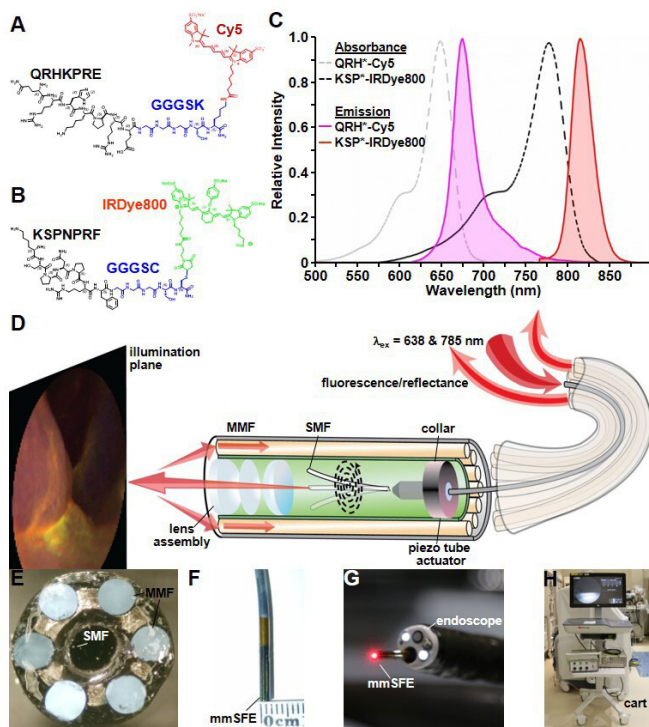 A
Cy5
QRHKPRE
GGGSK
B
IRDye800
KSPNPRF
GGGSC
C
Absorbance
QRH*-Cy5
KSP*-IRDye800
Emission
QRH*-Cy5
KSP*-IRDye800
Relative Intensity
1.0
0.8
0.6
0.4
0.2
0
500 550 600 650 700 750 800 850
Wavelength (nm)
D
illumination
plane
λex = 638 & 785 nm
fluorescence/reflectance
MMF
SMF
collar
lens
assembly
piezo tube
actuator
E
MMF
SMF
F
mmSFE
0cm
G
endoscope
mmSFE
H
cart